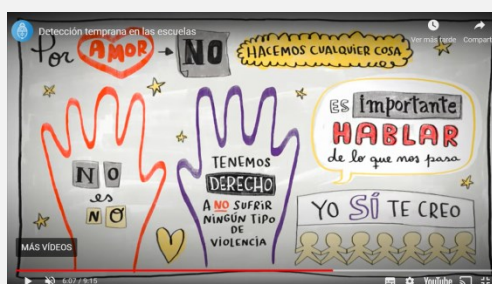 Detección temprana en las escuelas
Ver más tarde
Compart
Por AMOR → NO HACEMOS CUALQUIER COSA
NO
es
NO
TENEMOS
DERECHO
A NO SUFRIR
NINGÚN TIPO
DE
VIOLENCIA
ES importante
HABLAR
de lo que nos pasa
YO SÍ TE CREO
MÁS VÍDEOS
6:07 / 9:15
YouTube